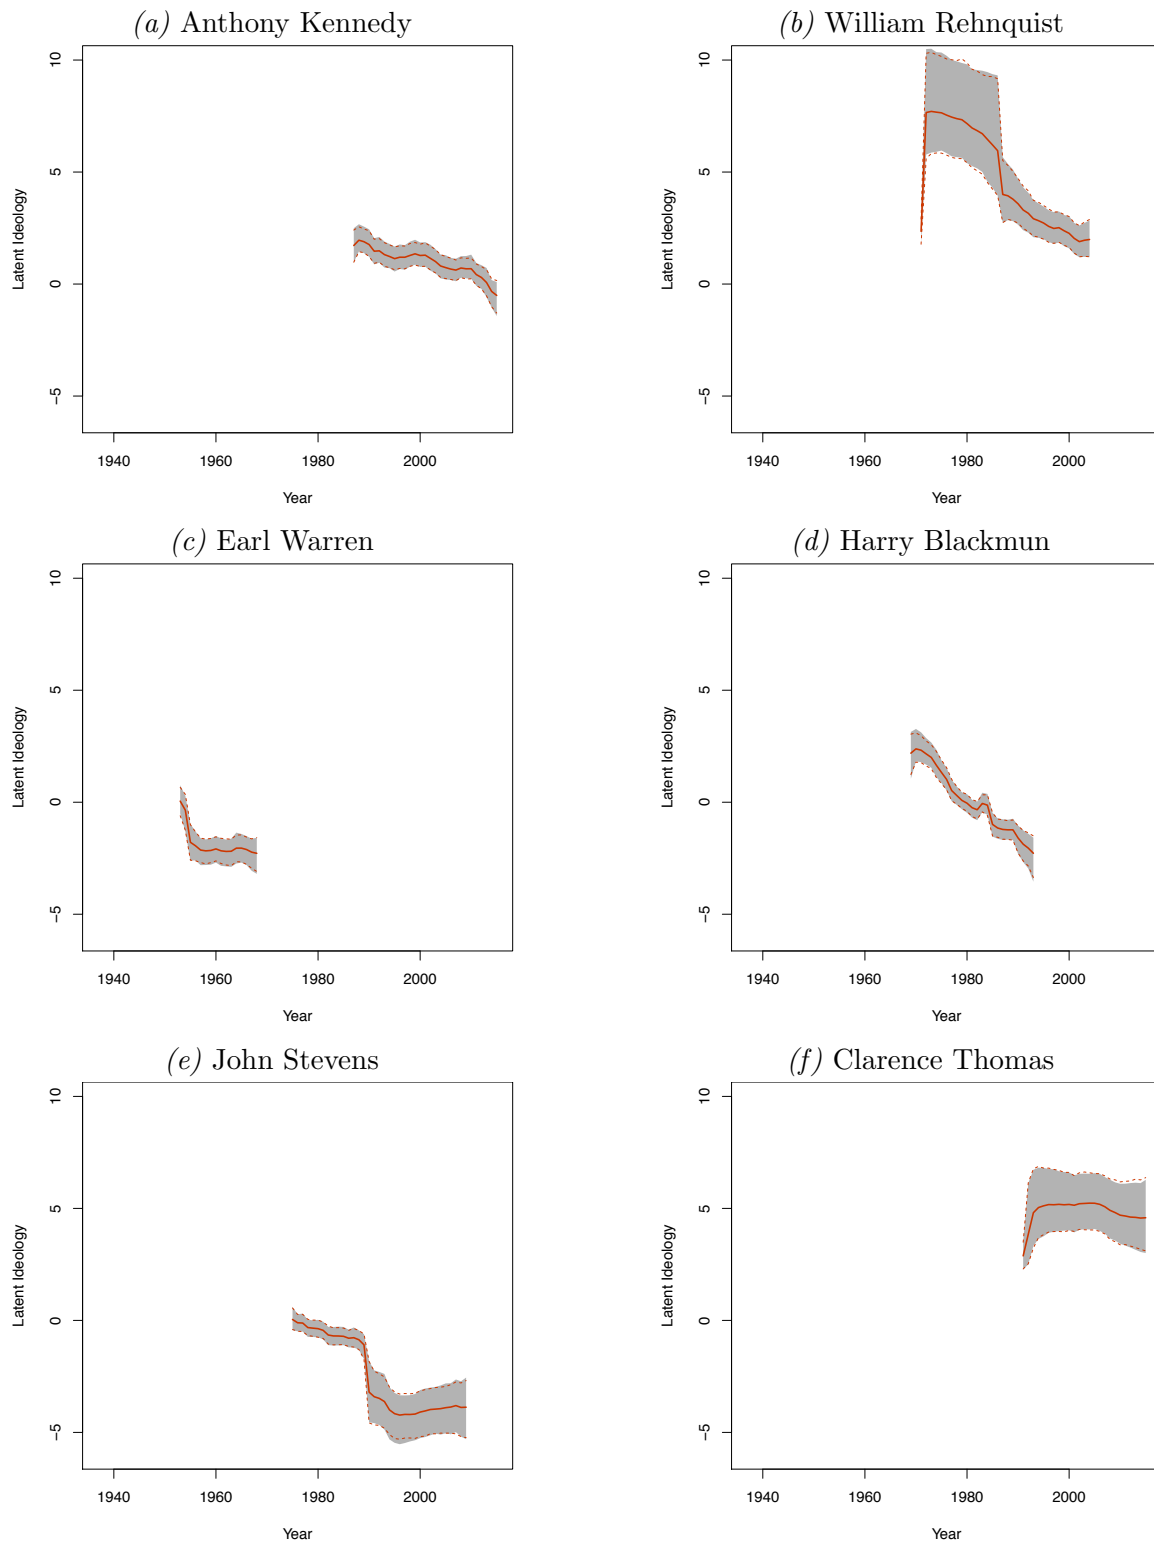 (a) Anthony Kennedy
(b) William Rehnquist
10
5
0
−5
Latent Ideology
1940 1960 1980 2000
Year
10
5
0
−5
Latent Ideology
1940 1960 1980 2000
Year
(c) Earl Warren
(d) Harry Blackmun
10
5
0
−5
Latent Ideology
1940 1960 1980 2000
Year
10
5
0
−5
Latent Ideology
1940 1960 1980 2000
Year
(e) John Stevens
(f) Clarence Thomas
10
5
0
−5
Latent Ideology
1940 1960 1980 2000
Year
10
5
0
−5
Latent Ideology
1940 1960 1980 2000
Year